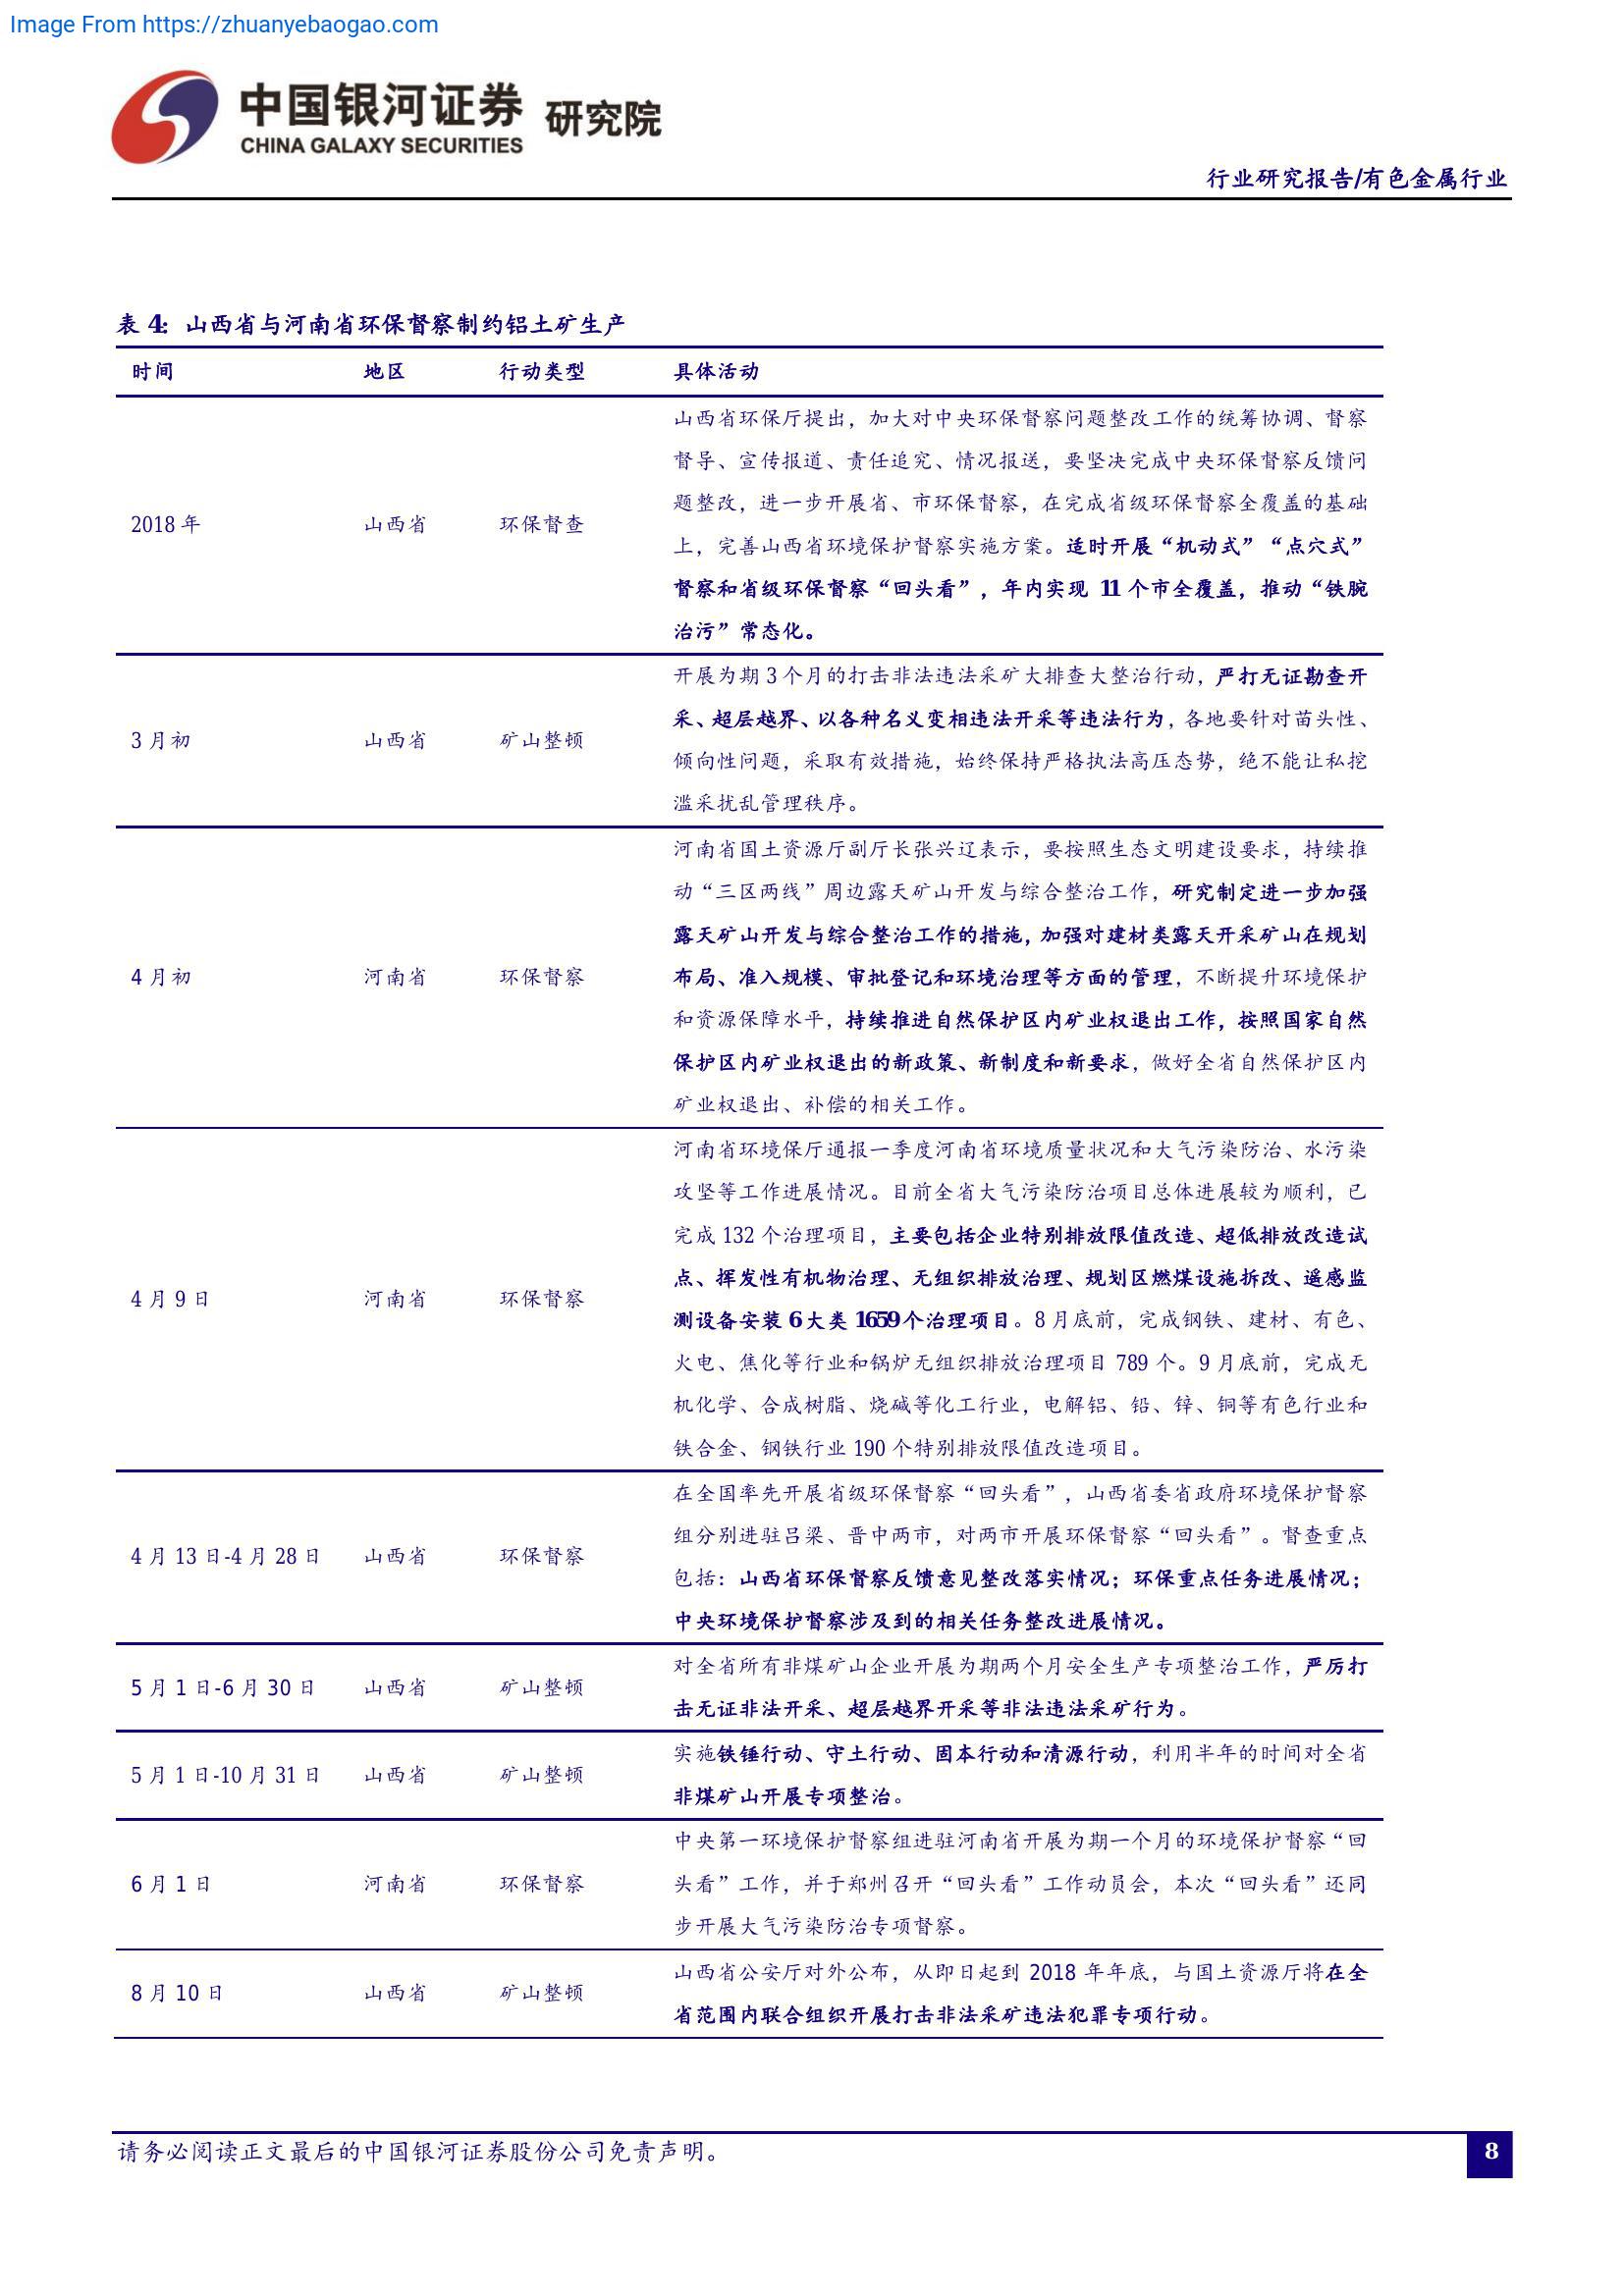 Image From https://zhuanyebaogao.com
中国银河证券 研究院
CHINA GALAXY SECURITIES
行业研究报告/有色金属行业
表 4: 山西省与河南省环保督察制约铝土矿生产
时间 地区 行动类型 具体活动
山西省环保厅提出，加大对中央环保督察问题整改工作的统筹协调、督察
督导、宣传报道、责任追究、情况报送，要坚决完成中央环保督察反馈问
题整改，进一步开展省、市环保督察，在完成省级环保督察全覆盖的基础
2018 年 山西省 环保督查
上，完善山西省环境保护督察实施方案。适时开展“机动式”“点穴式”
督察和省级环保督察“回头看”，年内实现 11 个市全覆盖，推动“铁腕
治污”常态化。
开展为期 3 个月的打击非法违法采矿大排查大整治行动，严打无证勘查开
采、超层越界、以各种名义变相违法开采等违法行为，各地要针对苗头性、
3 月初 山西省 矿山整顿
倾向性问题，采取有效措施，始终保持严格执法高压态势，绝不能让私挖
滥采扰乱管理秩序。
河南省国土资源厅副厅长张兴辽表示，要按照生态文明建设要求，持续推
动“三区两线”周边露天矿山开发与综合整治工作，研究制定进一步加强
露天矿山开发与综合整治工作的措施，加强对建材类露天开采矿山在规划
4 月初 河南省 环保督察 布局、准入规模、审批登记和环境治理等方面的管理，不断提升环境保护
和资源保障水平，持续推进自然保护区内矿业权退出工作，按照国家自然
保护区内矿业权退出的新政策、新制度和新要求，做好全省自然保护区内
矿业权退出、补偿的相关工作。
河南省环境保厅通报一季度河南省环境质量状况和大气污染防治、水污染
攻坚等工作进展情况。目前全省大气污染防治项目总体进展较为顺利，已
完成 132 个治理项目，主要包括企业特别排放限值改造、超低排放改造试
点、挥发性有机物治理、无组织排放治理、规划区燃煤设施拆改、遥感监
4 月 9 日 河南省 环保督察
测设备安装 6 大类 1659 个治理项目。8 月底前，完成钢铁、建材、有色、
火电、焦化等行业和锅炉无组织排放治理项目 789 个。9 月底前，完成无
机化学、合成树脂、烧碱等化工行业，电解铝、铅、锌、铜等有色行业和
铁合金、钢铁行业 190 个特别排放限值改造项目。
在全国率先开展省级环保督察“回头看”，山西省委省政府环境保护督察
组分别进驻吕梁、晋中两市，对两市开展环保督察“回头看”。督查重点
4 月 13 日-4 月 28 日 山西省 环保督察
包括：山西省环保督察反馈意见整改落实情况；环保重点任务进展情况；
中央环境保护督察涉及到的相关任务整改进展情况。
对全省所有非煤矿山企业开展为期两个月安全生产专项整治工作，严厉打
5 月 1 日-6 月 30 日 山西省 矿山整顿
击无证非法开采、超层越界开采等非法违法采矿行为。
实施铁锤行动、守土行动、固本行动和清源行动，利用半年的时间对全省
5 月 1 日-10 月 31 日 山西省 矿山整顿
非煤矿山开展专项整治。
中央第一环境保护督察组进驻河南省开展为期一个月的环境保护督察“回
6 月 1 日 河南省 环保督察 头看”工作，并于郑州召开“回头看”工作动员会，本次“回头看”还同
步开展大气污染防治专项督察。
山西省公安厅对外公布，从即日起到 2018 年年底，与国土资源厅将在全
8 月 10 日 山西省 矿山整顿
省范围内联合组织开展打击非法采矿违法犯罪专项行动。
请务必阅读正文最后的中国银河证券股份公司免责声明。 8